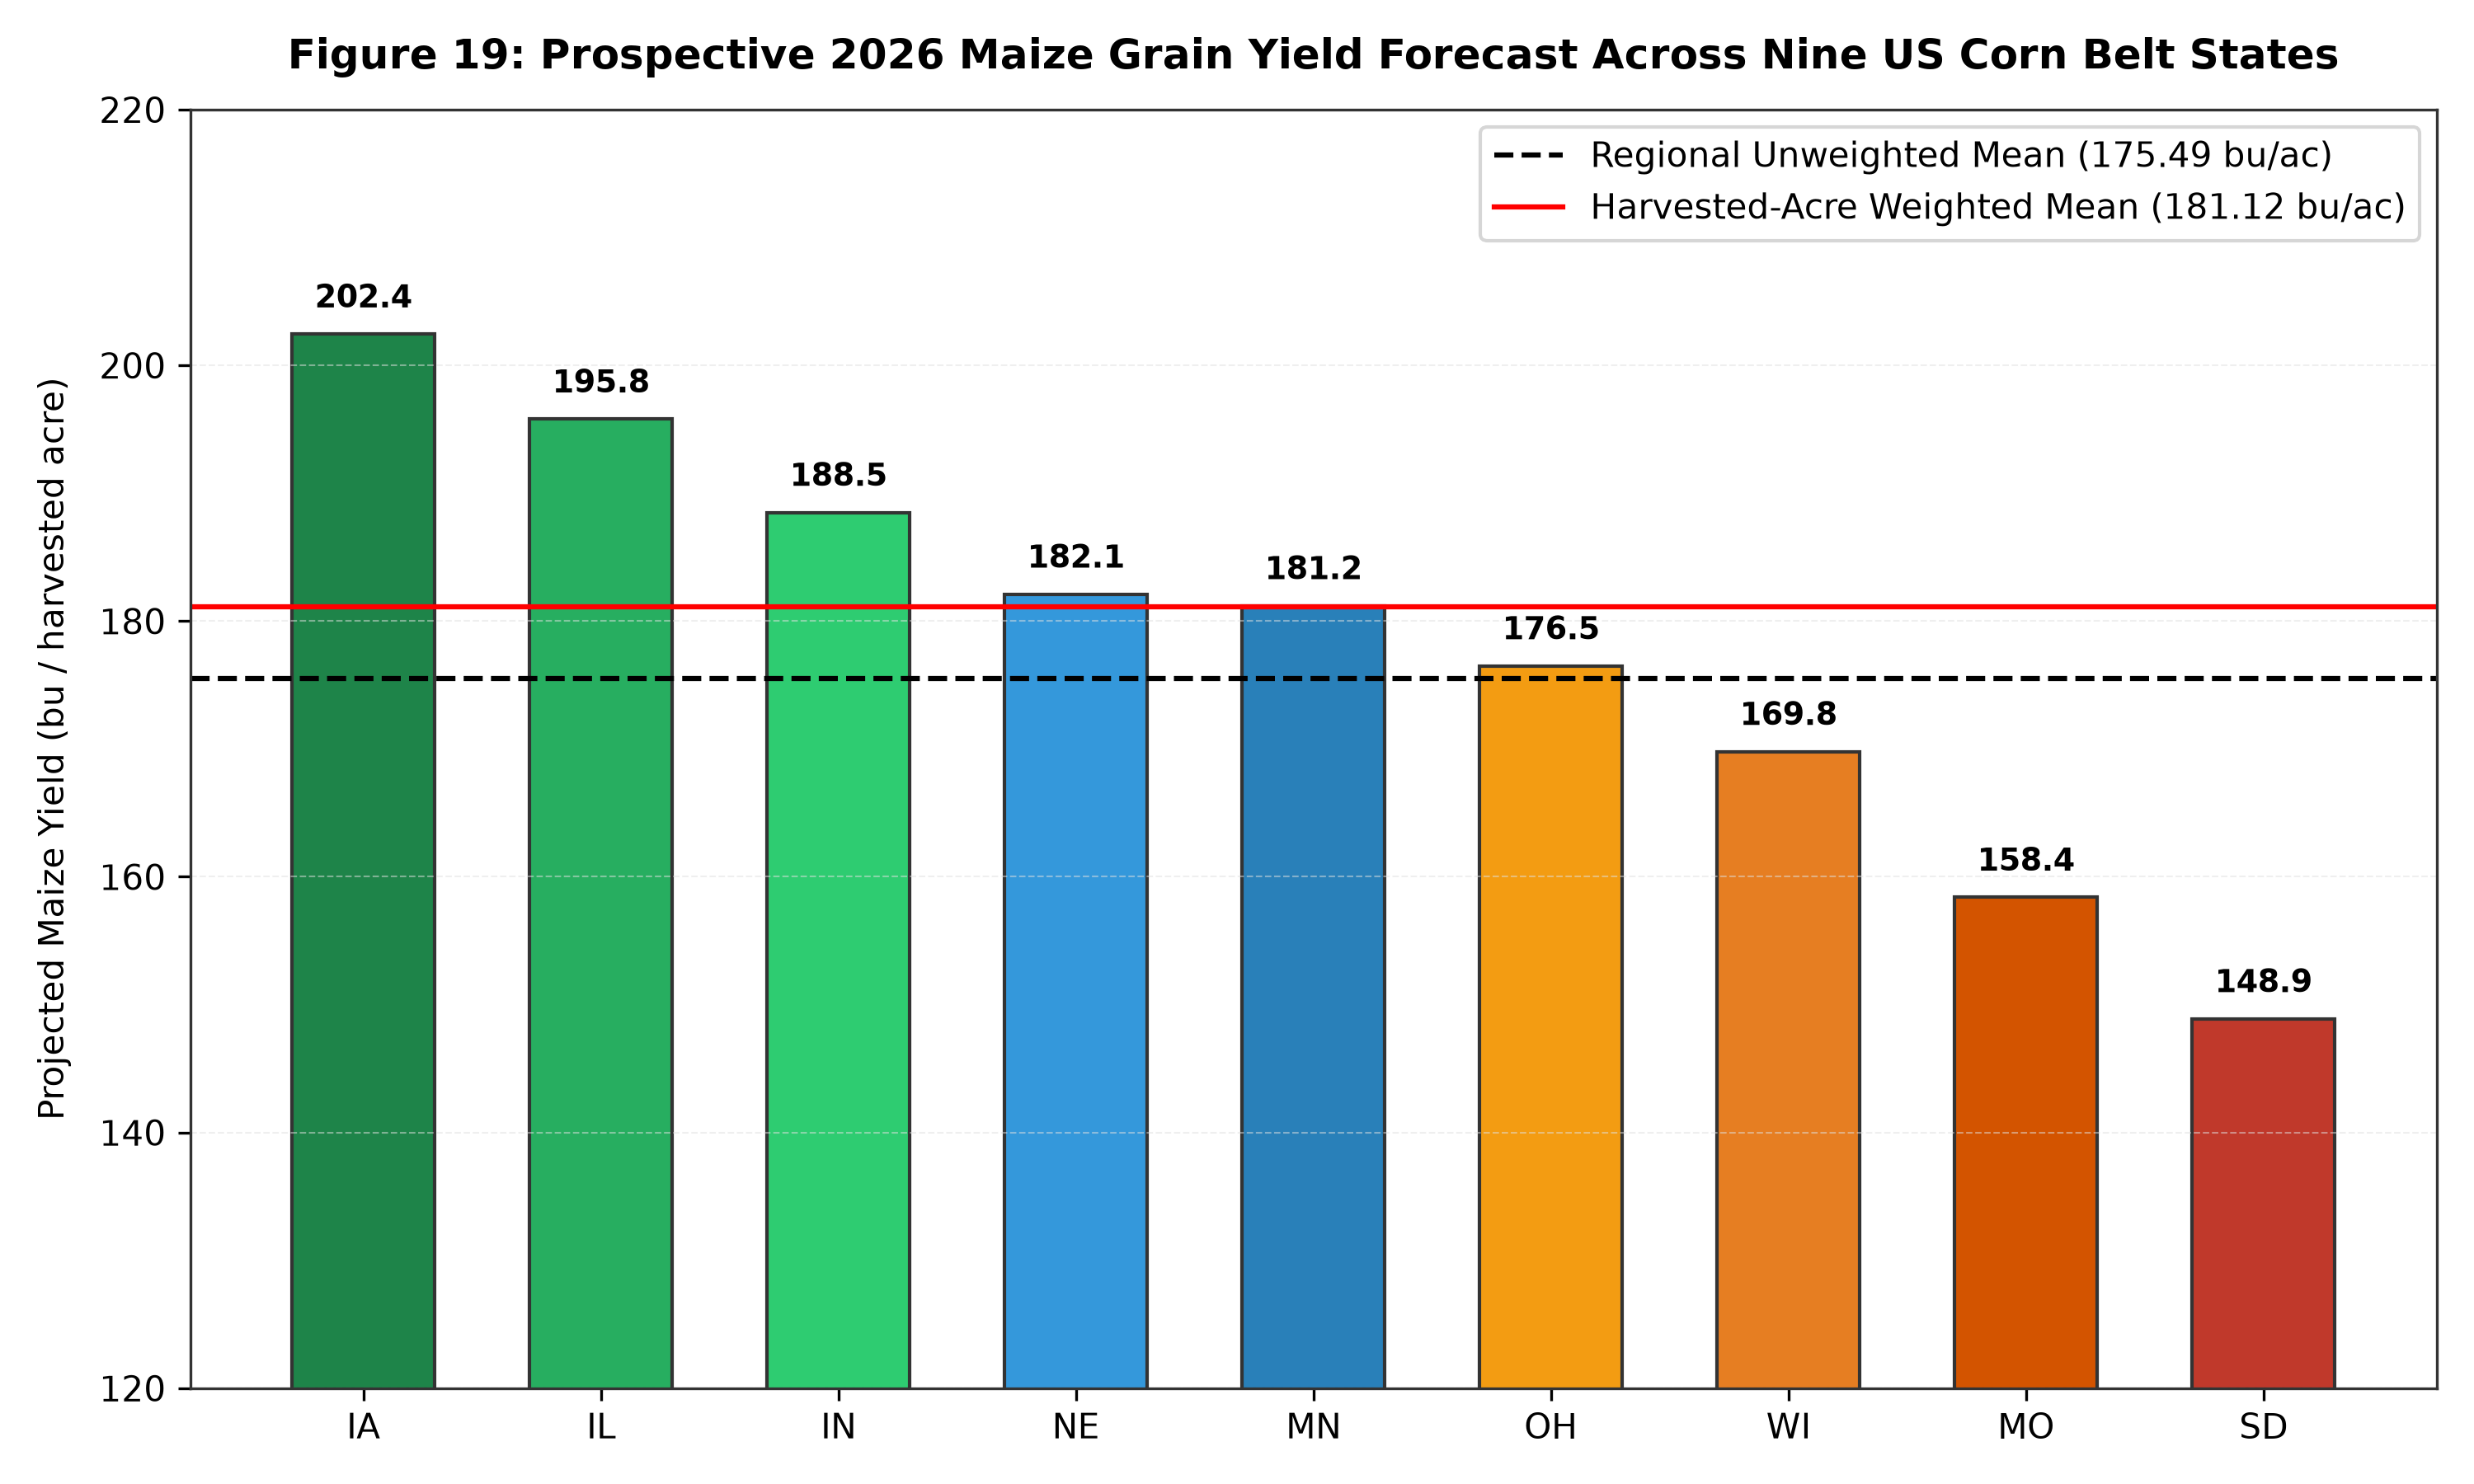 Figure 19: Prospective 2026 Maize Grain Yield Forecast Across Nine US Corn Belt States
Projected Maize Yield (bu / harvested acre)
220
200
180
160
140
120
Regional Unweighted Mean (175.49 bu/ac)
Harvested-Acre Weighted Mean (181.12 bu/ac)
202.4
195.8
188.5
182.1
181.2
176.5
169.8
158.4
148.9
IA
IL
IN
NE
MN
OH
WI
MO
SD